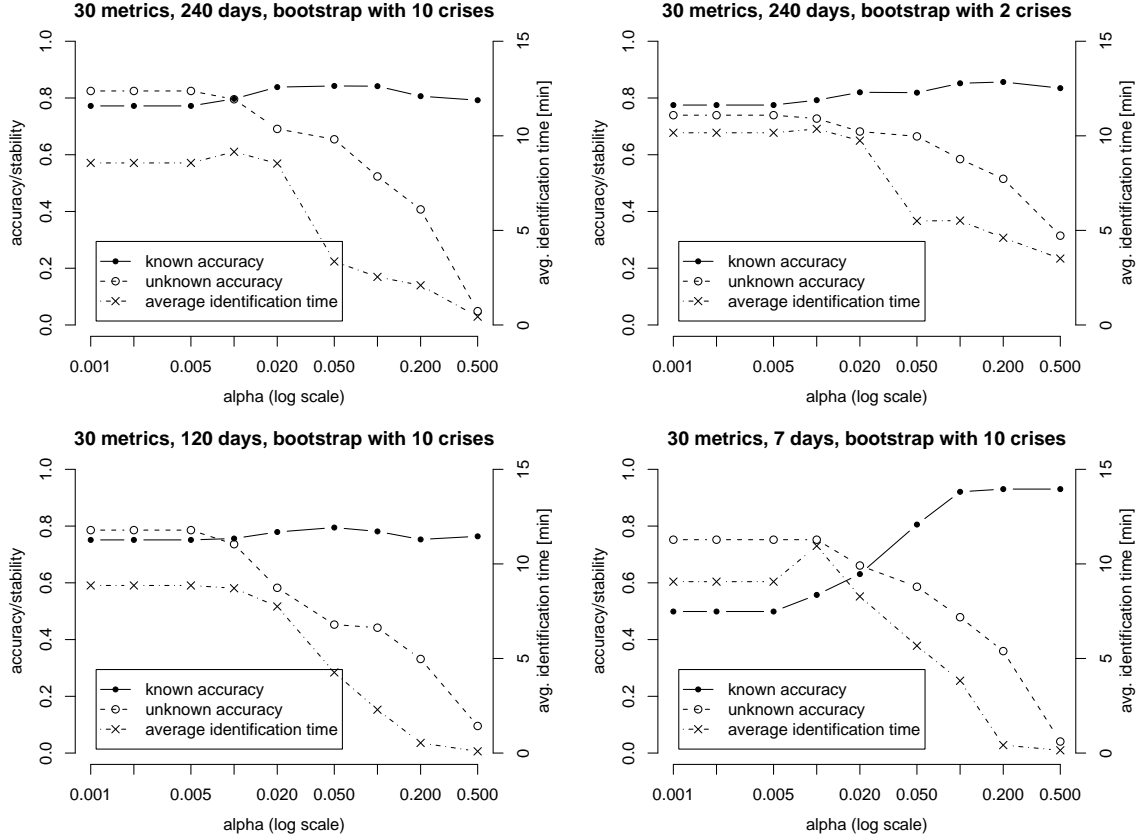 30 metrics, 240 days, bootstrap with 10 crises
accuracy/stability
0.0 0.2 0.4 0.6 0.8 1.0
0 5 10 15
avg. identification time [min]
known accuracy
unknown accuracy
average identification time
0.001 0.005 0.020 0.050 0.200 0.500
alpha (log scale)
30 metrics, 240 days, bootstrap with 2 crises
accuracy/stability
0.0 0.2 0.4 0.6 0.8 1.0
0 5 10 15
avg. identification time [min]
known accuracy
unknown accuracy
average identification time
0.001 0.005 0.020 0.050 0.200 0.500
alpha (log scale)
30 metrics, 120 days, bootstrap with 10 crises
accuracy/stability
0.0 0.2 0.4 0.6 0.8 1.0
0 5 10 15
avg. identification time [min]
known accuracy
unknown accuracy
average identification time
0.001 0.005 0.020 0.050 0.200 0.500
alpha (log scale)
30 metrics, 7 days, bootstrap with 10 crises
accuracy/stability
0.0 0.2 0.4 0.6 0.8 1.0
0 5 10 15
avg. identification time [min]
known accuracy
unknown accuracy
average identification time
0.001 0.005 0.020 0.050 0.200 0.500
alpha (log scale)